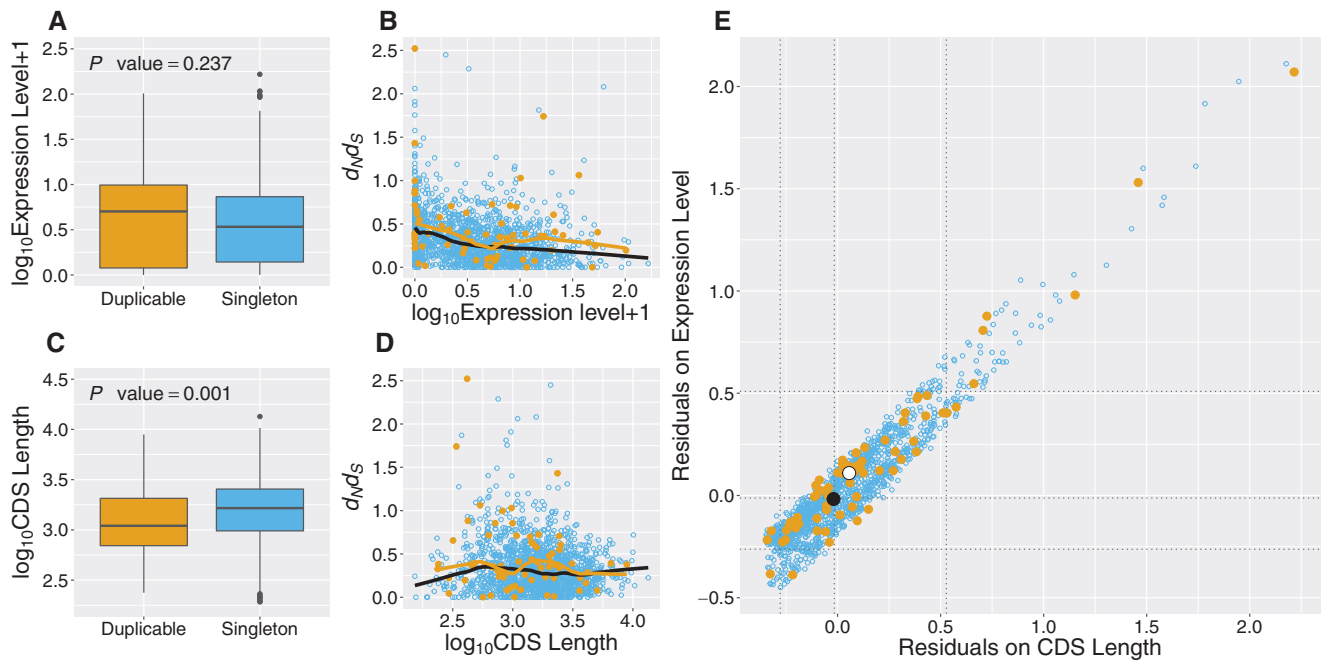 A
log10Expression Level+1
P value = 0.237
2.5
2.0
1.5
1.0
0.5
0.0
Duplicable Singleton
B
dNdS
2.5
2.0
1.5
1.0
0.5
0.0
0.0 0.5 1.0 1.5 2.0
log10Expression level+1
C
log10CDS Length
P value = 0.001
4.5
4.0
3.5
3.0
2.5
Duplicable Singleton
D
dNdS
2.5
2.0
1.5
1.0
0.5
0.0
2.5 3.0 3.5 4.0
log10CDS Length
E
Residuals on Expression Level
2.0
1.5
1.0
0.5
0.0
−0.5
0.0 0.5 1.0 1.5 2.0
Residuals on CDS Length